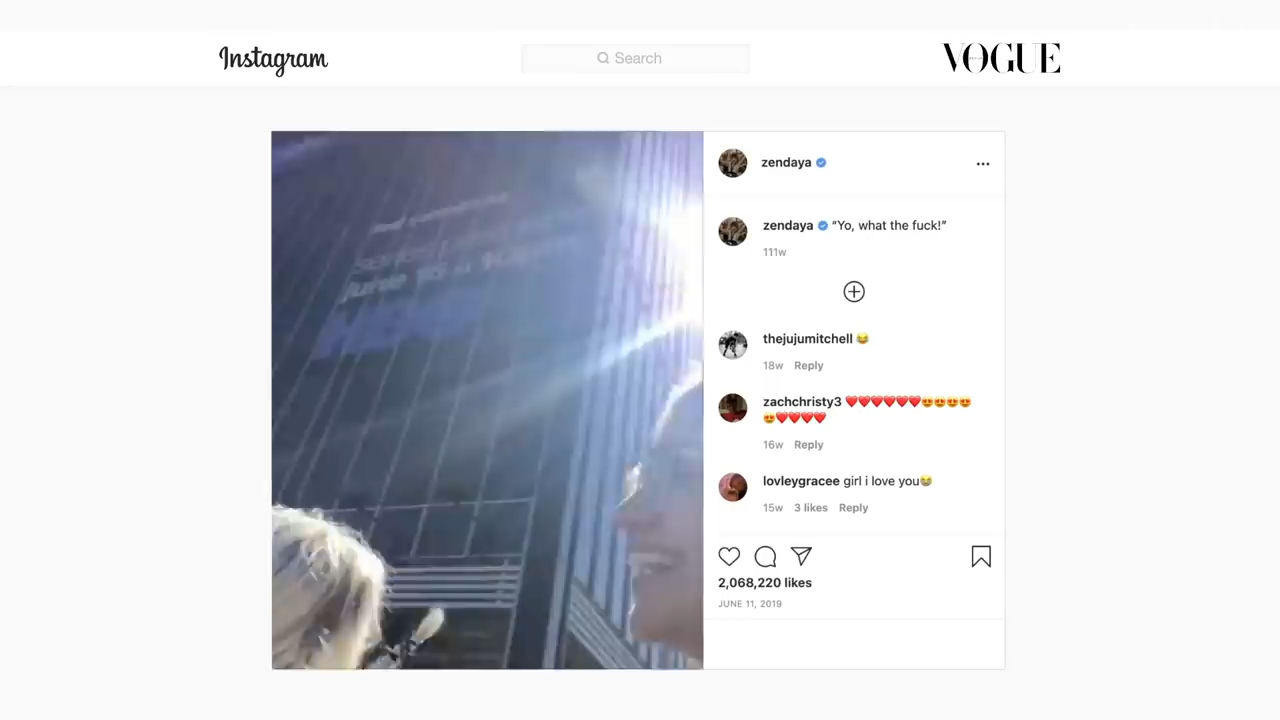 Instagram
Search
VOGUE
zendaya
zendaya “Yo, what the fuck!”
111w
thejujumitchell 😂
18w Reply
zachchristy3 ❤️❤️❤️❤️❤️❤️😍😍😍😍
😍❤️❤️❤️❤️
16w Reply
lovleygracee girl i love you😭
15w 3 likes Reply
2,068,220 likes
JUNE 11, 2019